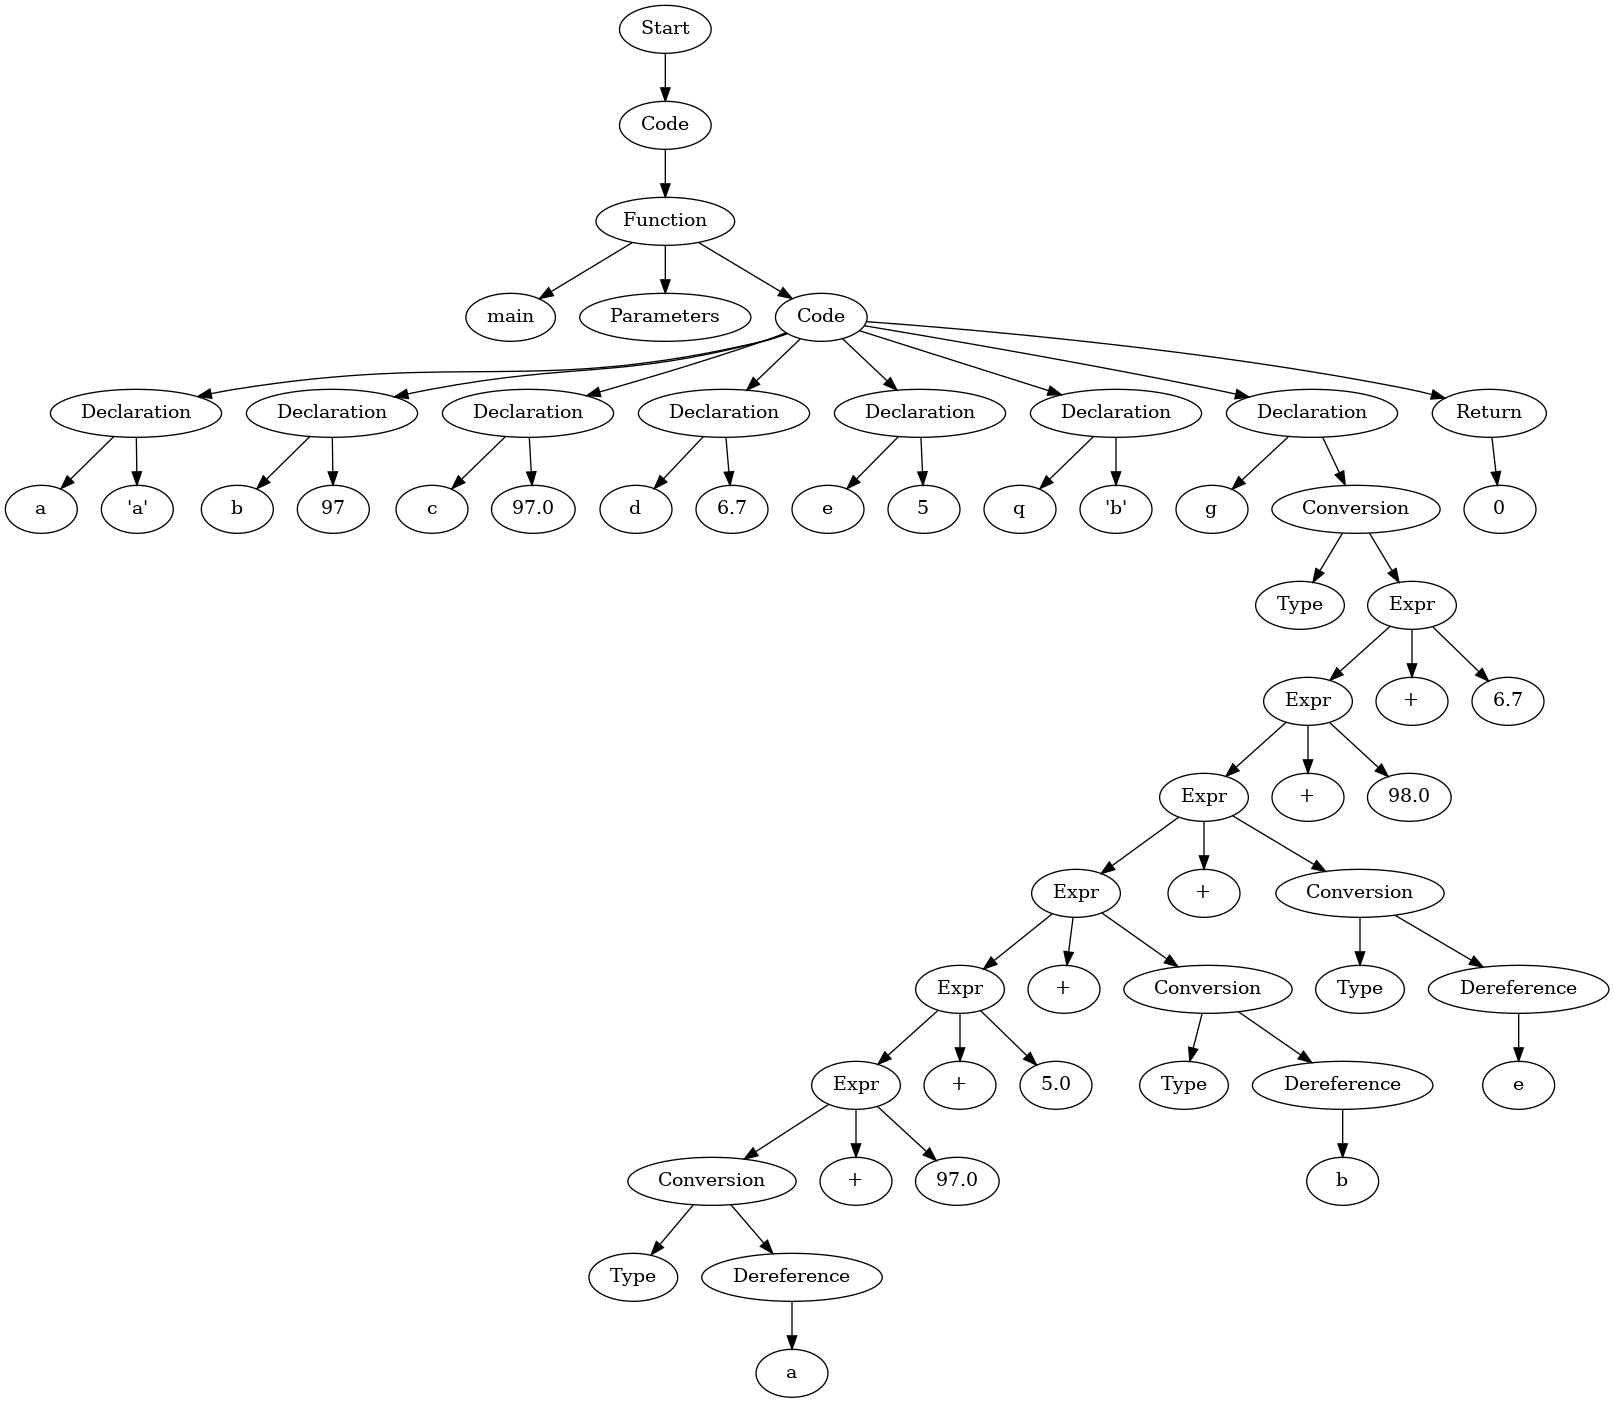 Start
Code
Function
main Parameters Code
Declaration Declaration Declaration Declaration Declaration Declaration Declaration Return
a 'a' b 97 c 97.0 d 6.7 e 5 q 'b' g Conversion 0
Type Expr
Expr + 6.7
Expr + 98.0
Expr + Conversion
Expr + Conversion Type Dereference
Expr + 5.0 Type Dereference e
Conversion + 97.0 b
Type Dereference
a